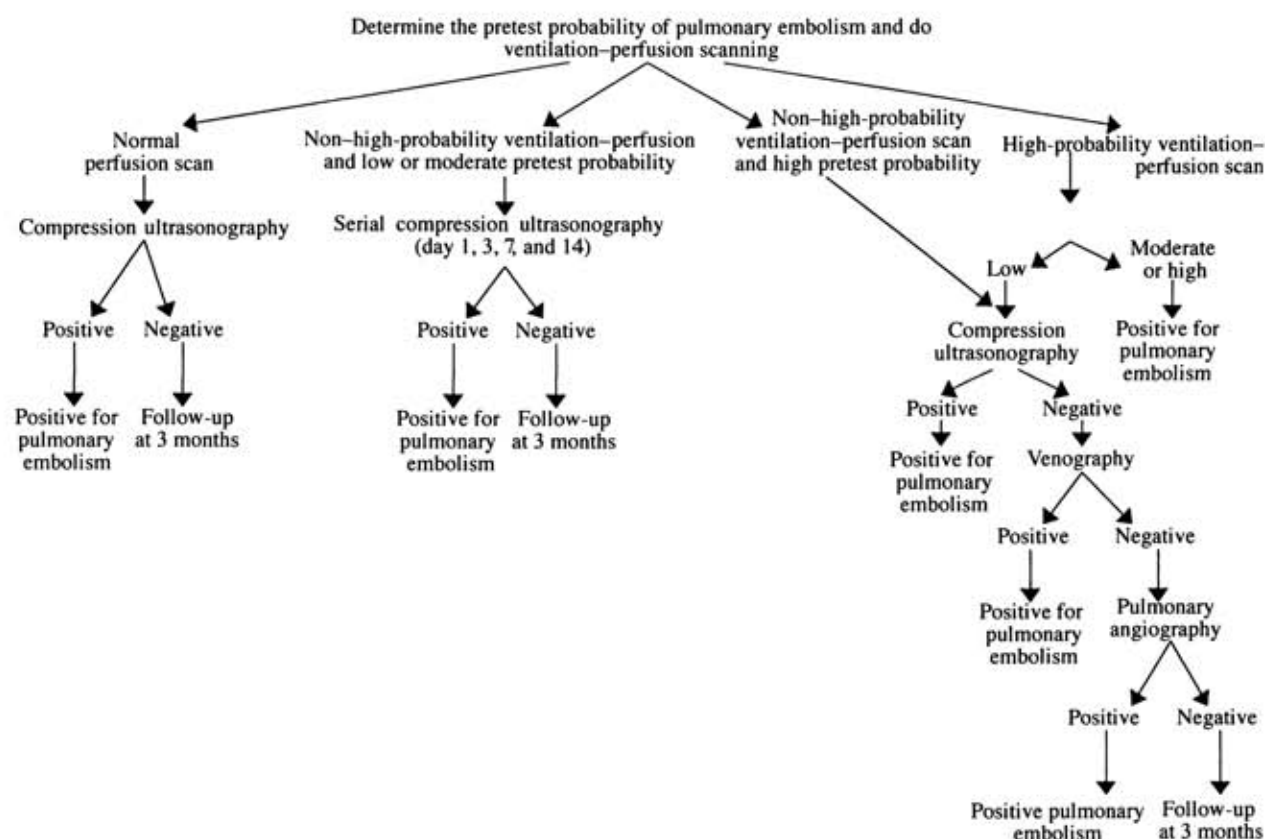 Determine the pretest probability of pulmonary embolism and do
ventilation–perfusion scanning
Normal
perfusion scan
Non–high-probability ventilation–perfusion
and low or moderate pretest probability
Non–high-probability
ventilation–perfusion scan
and high pretest probability
High-probability ventilation–
perfusion scan
Compression ultrasonography
Serial compression ultrasonography
(day 1, 3, 7, and 14)
Low
Moderate
or high
Positive
Negative
Positive
Negative
Compression
ultrasonography
Positive for
pulmonary
embolism
Positive for
pulmonary
embolism
Follow-up
at 3 months
Positive for
pulmonary
embolism
Follow-up
at 3 months
Positive
Negative
Positive for
pulmonary
embolism
Venography
Positive
Negative
Positive for
pulmonary
embolism
Pulmonary
angiography
Positive
Negative
Positive pulmonary
embolism
Follow-up
at 3 months